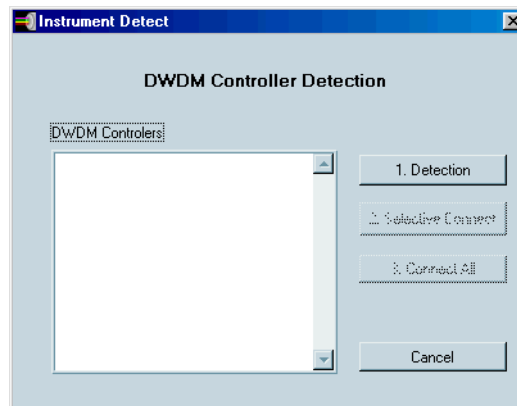 Instrument Detect
DWDM Controller Detection
DWDM Controlers
1. Detection
2. Selective Connect
3. Connect All
Cancel